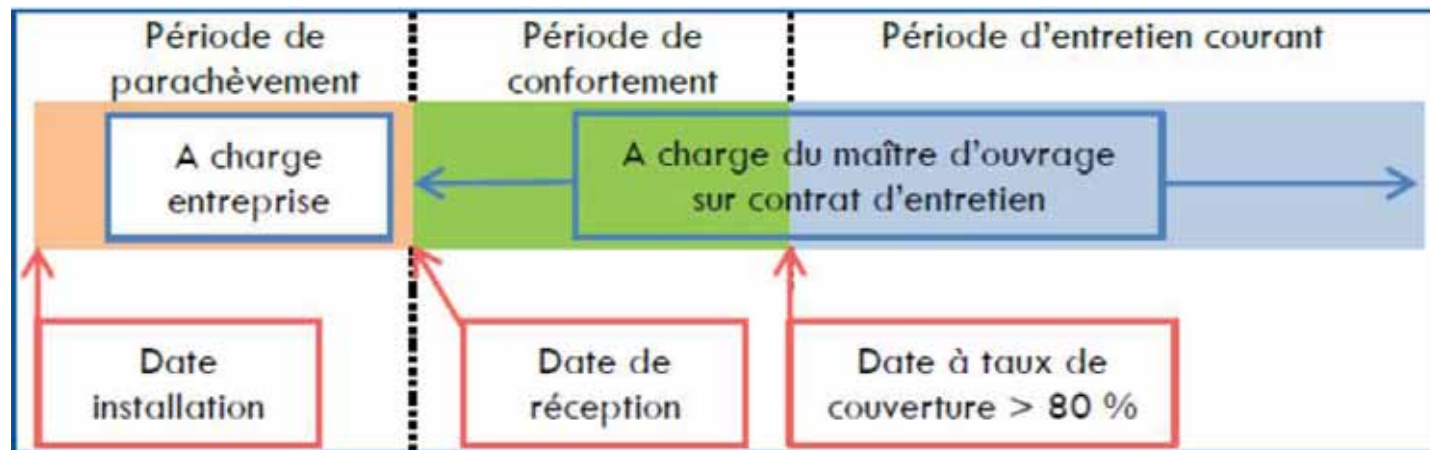 Période de
parachèvement
Période de
confortement
Période d'entretien courant
A charge
entreprise
A charge du maître d'ouvrage
sur contrat d'entretien
Date
installation
Date de
réception
Date à taux de
couverture > 80 %